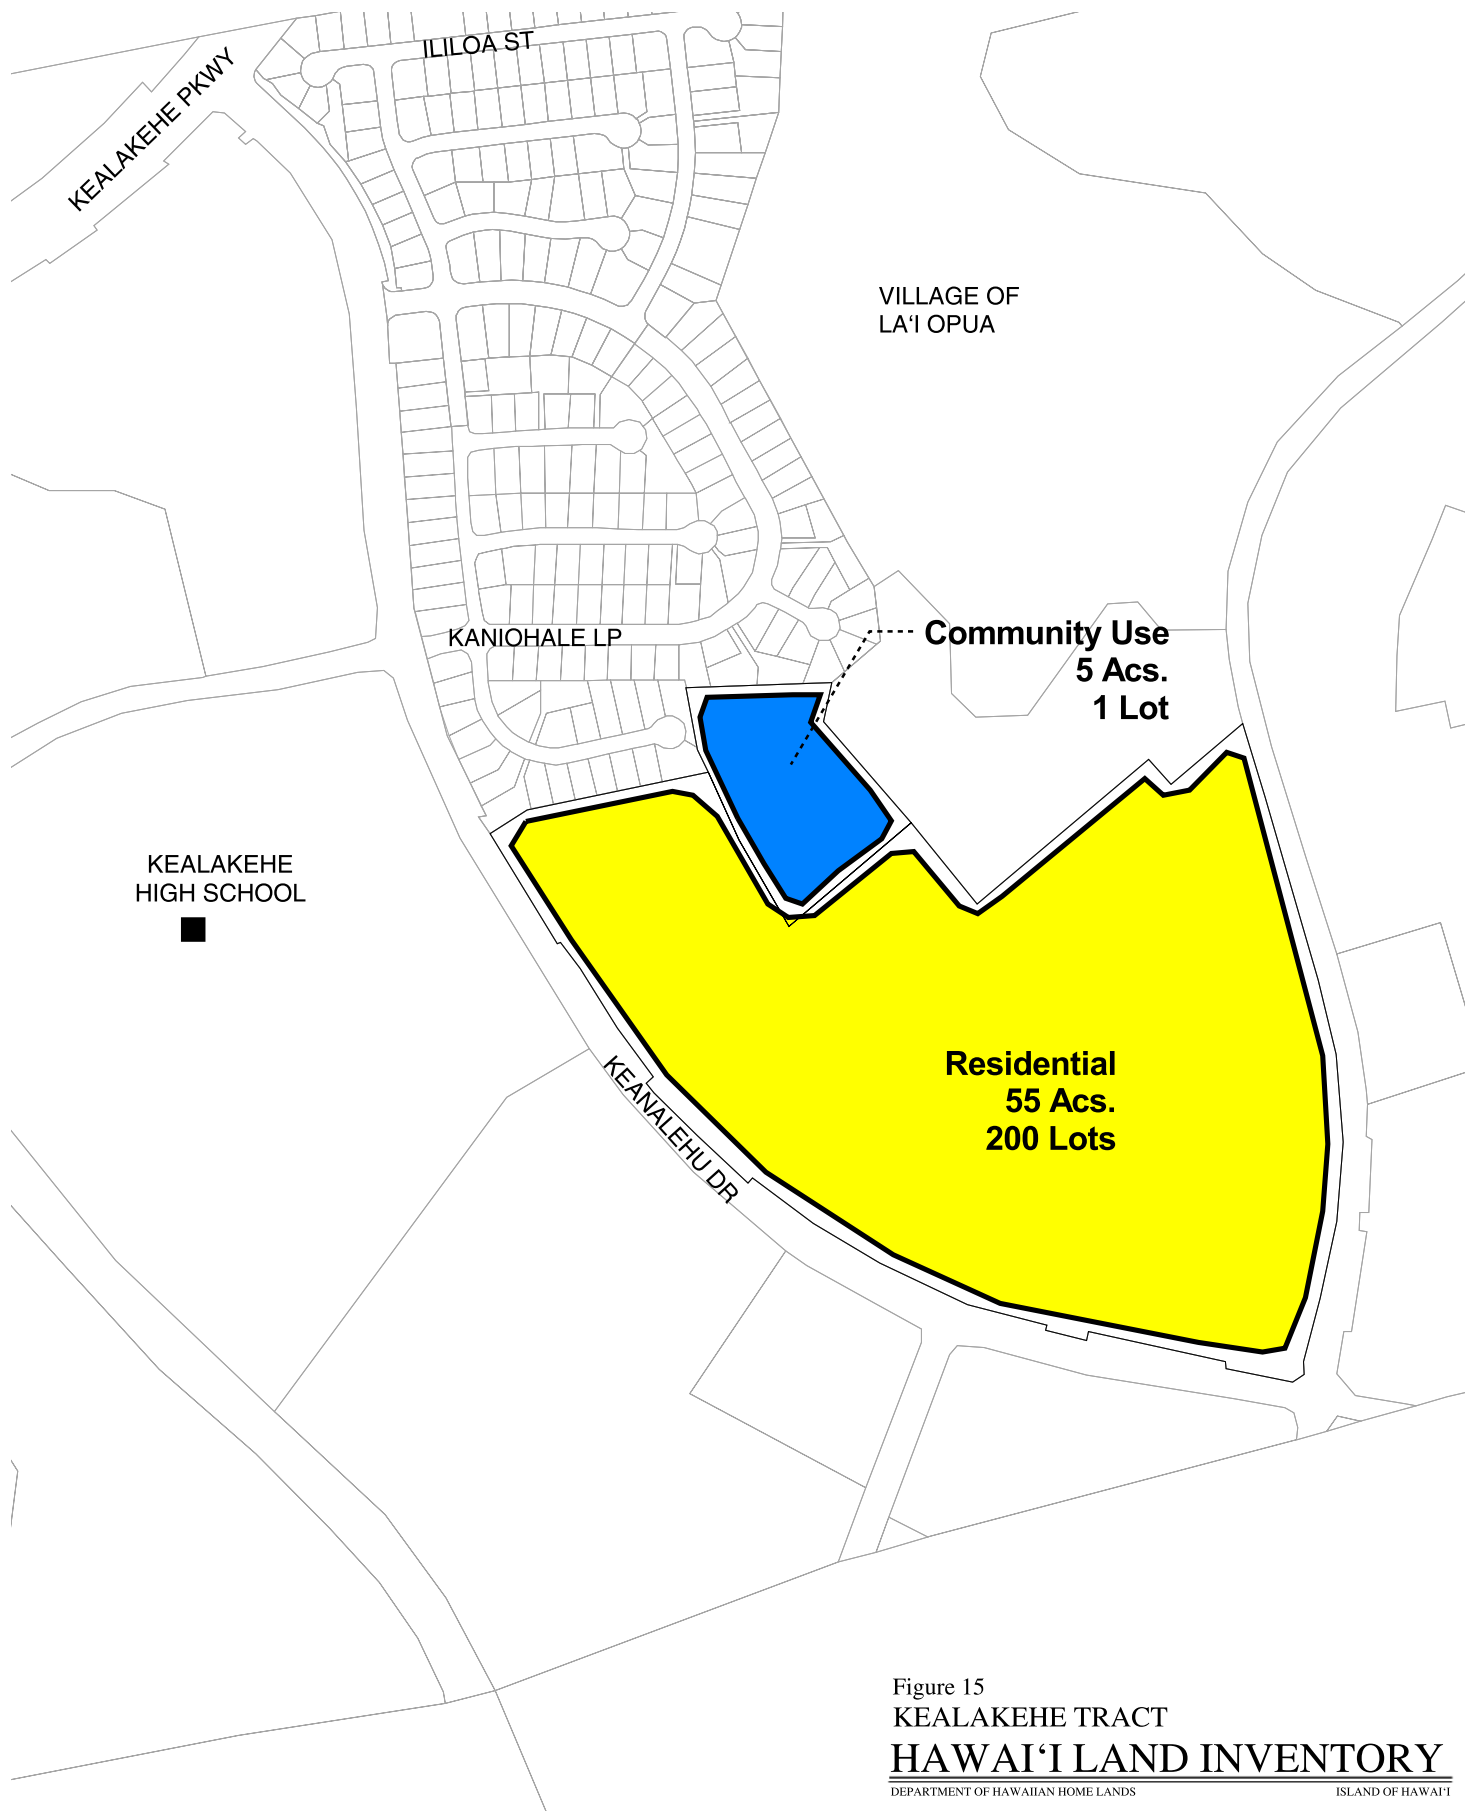 ILILOA ST
KEALAKEHE PKWY
VILLAGE OF
LA‘I OPUA
Community Use
5 Acs.
1 Lot
KANIOHALE LP
KEALAKEHE
HIGH SCHOOL
Residential
55 Acs.
200 Lots
KEANALEHU DR
Figure 15
KEALAKEHE TRACT
HAWAI‘I LAND INVENTORY
DEPARTMENT OF HAWAIIAN HOME LANDS ISLAND OF HAWAI‘I